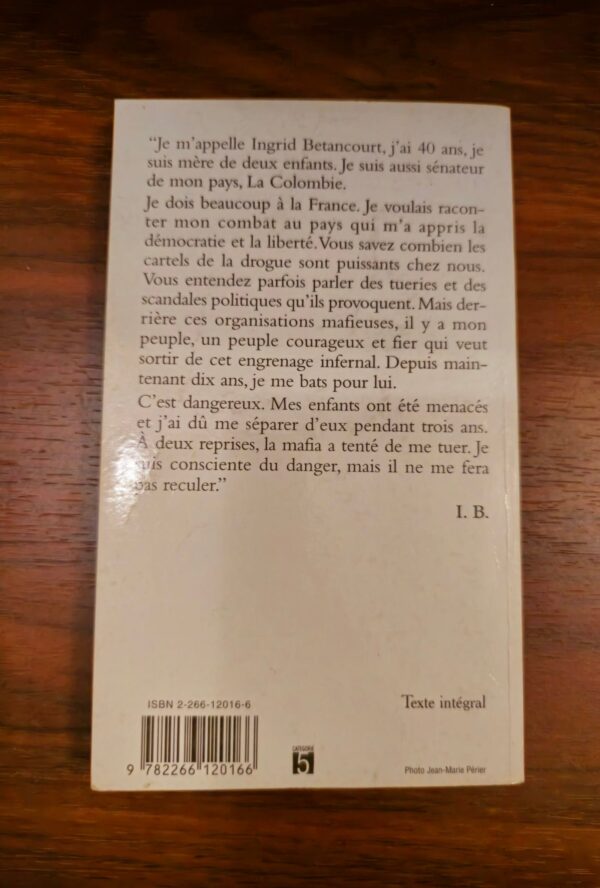 “Je m’appelle Ingrid Betancourt, j’ai 40 ans, je
suis mère de deux enfants. Je suis aussi sénateur
de mon pays, La Colombie.
Je dois beaucoup à la France. Je voulais racon-
ter mon combat au pays qui m’a appris la
démocratie et la liberté. Vous savez combien les
cartels de la drogue sont puissants chez nous.
Vous entendez parfois parler des tueries et des
scandales politiques qu’ils provoquent. Mais der-
rière ces organisations mafieuses, il y a mon
peuple, un peuple courageux et fier qui veut
sortir de cet engrenage infernal. Depuis main-
tenant dix ans, je me bats pour lui.
C’est dangereux. Mes enfants ont été menacés
et j’ai dû me séparer d’eux pendant trois ans.
À deux reprises, la mafia a tenté de me tuer. Je
suis consciente du danger, mais il ne me fera
pas reculer.”
I. B.
ISBN 2-266-12016-6
Texte intégral
9 782266 120166
CATÉGORIE
5
Photo Jean-Marie Périer